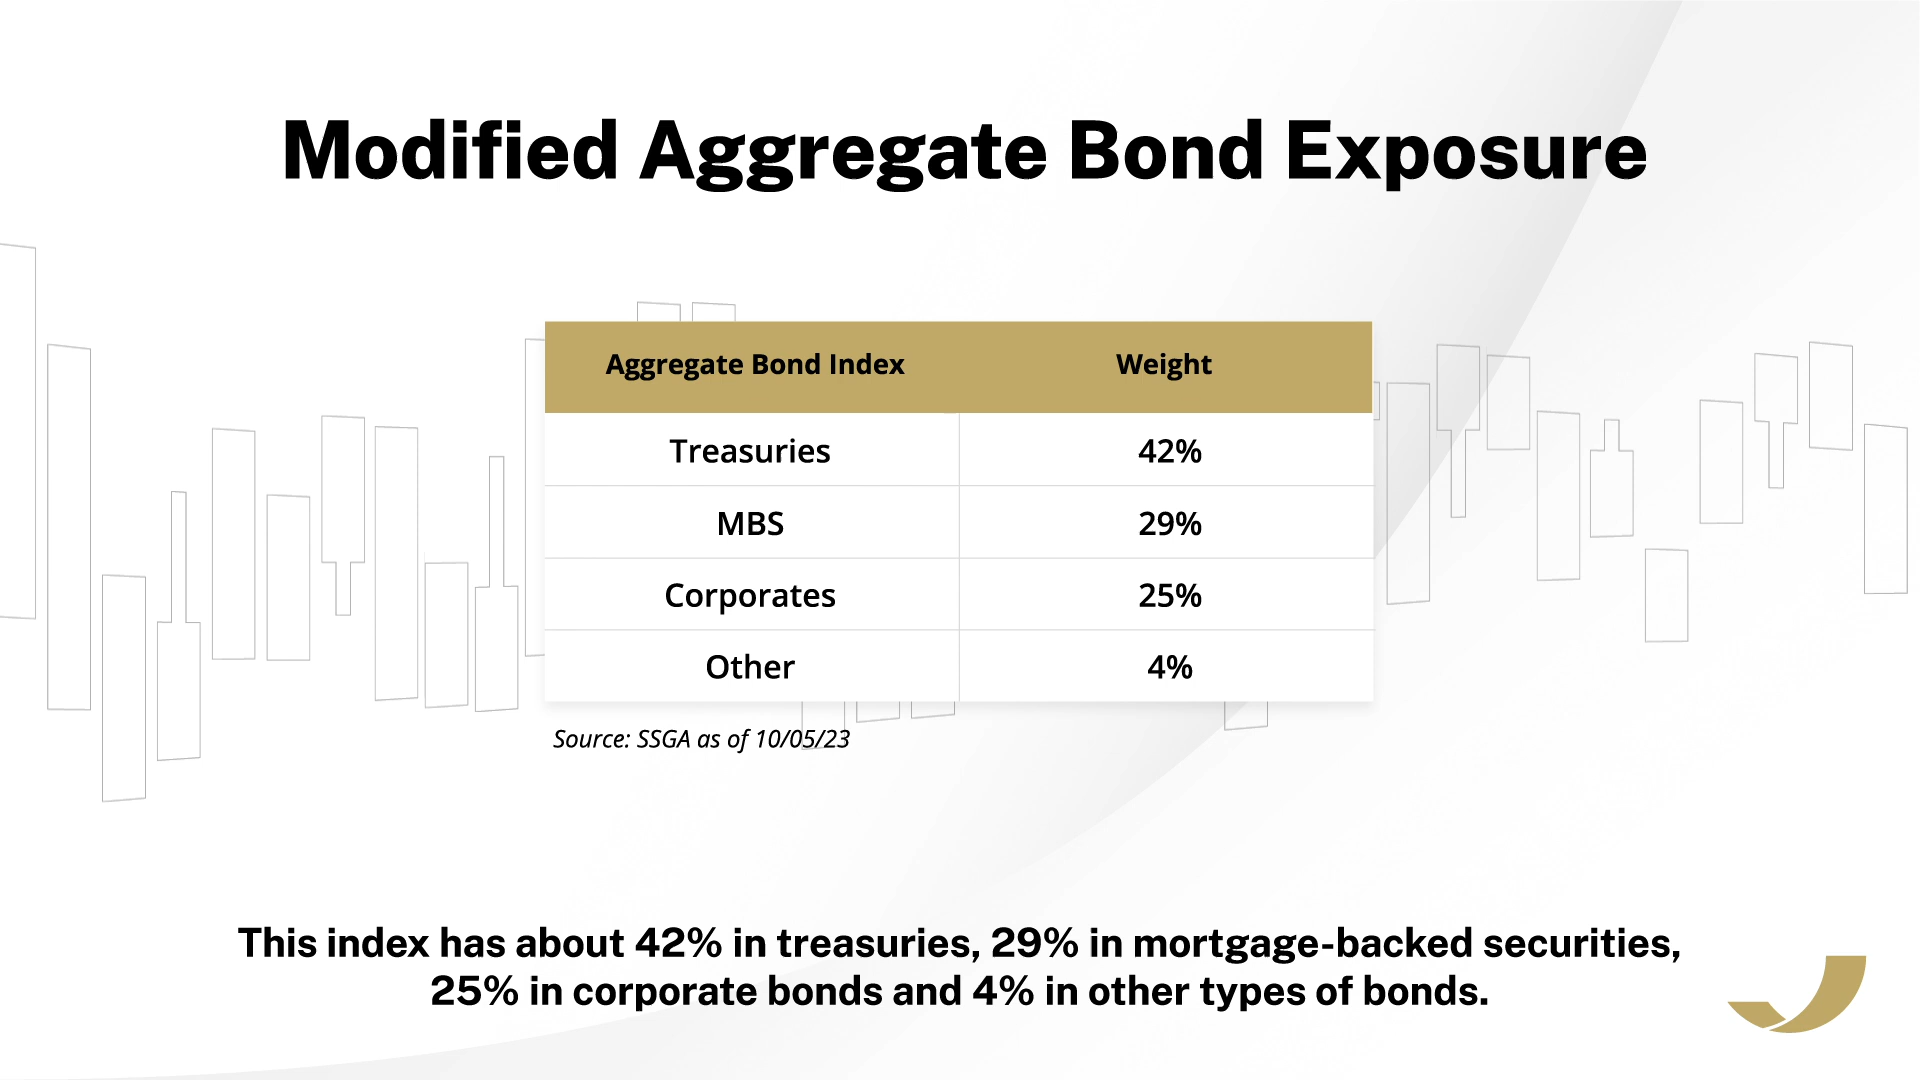 Modified Aggregate Bond Exposure
Aggregate Bond Index Weight
Treasuries 42%
MBS 29%
Corporates 25%
Other 4%
Source: SSGA as of 10/05/23
This index has about 42% in treasuries, 29% in mortgage-backed securities,
25% in corporate bonds and 4% in other types of bonds.